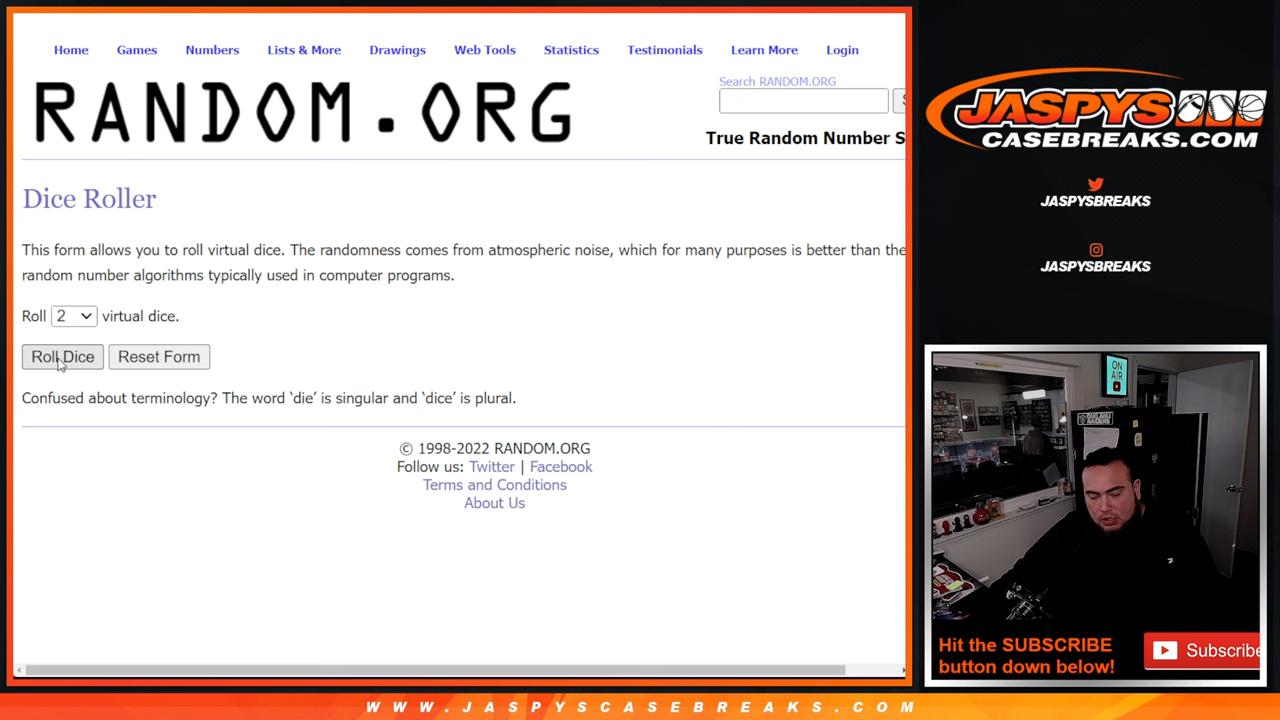 Home Games Numbers Lists & More Drawings Web Tools Statistics Testimonials Learn More Login
RANDOM.ORG
Search RANDOM.ORG
True Random Number S
Dice Roller
This form allows you to roll virtual dice. The randomness comes from atmospheric noise, which for many purposes is better than the
random number algorithms typically used in computer programs.
Roll 2 virtual dice.
Roll Dice Reset Form
Confused about terminology? The word ‘die’ is singular and ‘dice’ is plural.
© 1998-2022 RANDOM.ORG
Follow us: Twitter | Facebook
Terms and Conditions
About Us
JASPYS
CASEBREAKS.COM
JASPYSBREAKS
JASPYSBREAKS
ON
AIR
Hit the SUBSCRIBE
button down below!
Subscribe
WWW.JASPYSCASEBREAKS.COM